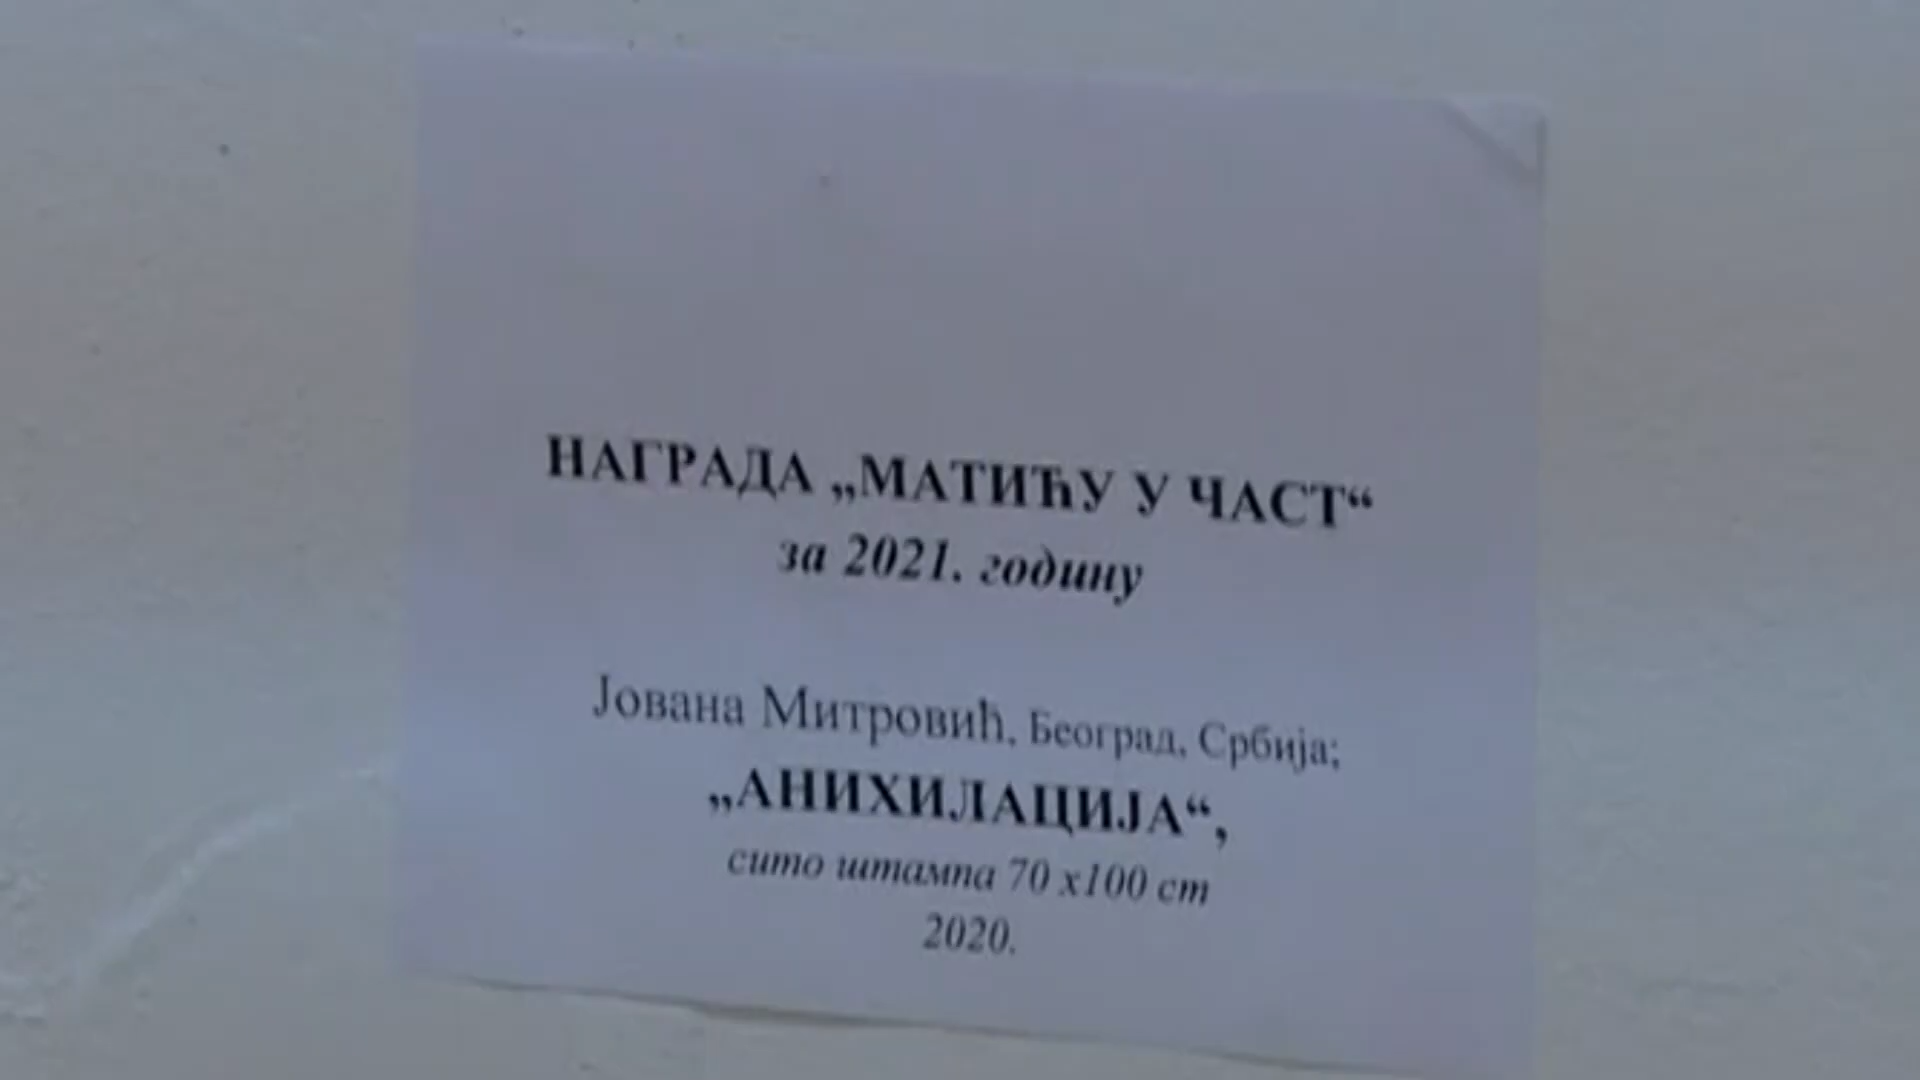 НАГРАДА „МАТИЋУ У ЧАСТ“
за 2021. годину
Јована Митровић, Београд, Србија;
„АНИХИЛАЦИЈА“,
сито штампа 70 x100 cm
2020.